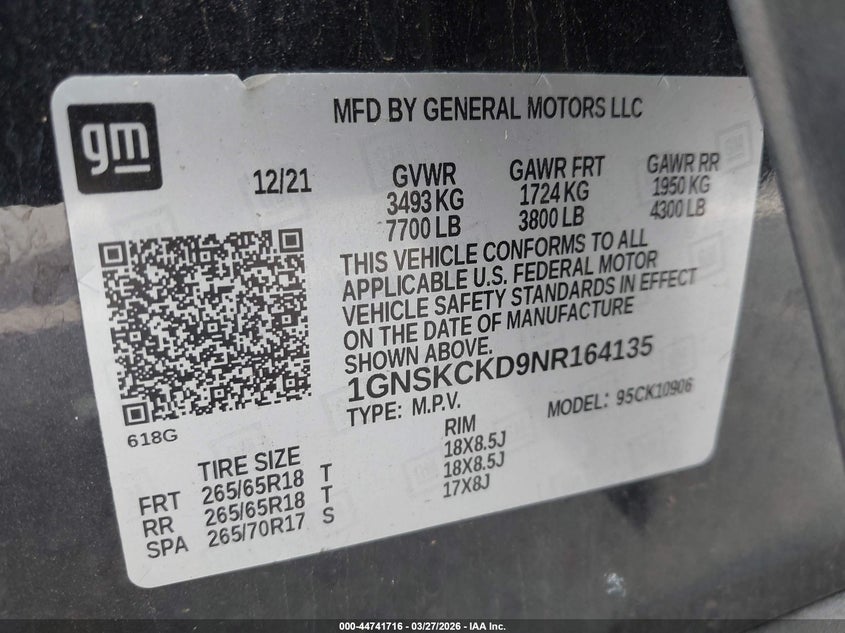 gm
MFD BY GENERAL MOTORS LLC
12/21
GVWR GAWR FRT GAWR RR
3493 KG 1724 KG 1950 KG
7700 LB 3800 LB 4300 LB
THIS VEHICLE CONFORMS TO ALL
APPLICABLE U.S. FEDERAL MOTOR
VEHICLE SAFETY STANDARDS IN EFFECT
ON THE DATE OF MANUFACTURE
SHOWN ABOVE.
1GNSKCKD9NR164135
TYPE: M.P.V. MODEL: 95CK10906
618G
TIRE SIZE RIM
FRT 265/65R18 T 18X8.5J
RR 265/65R18 T 18X8.5J
SPA 265/70R17 S 17X8J
000-44741716 — 03/27/2026 — IAA Inc.